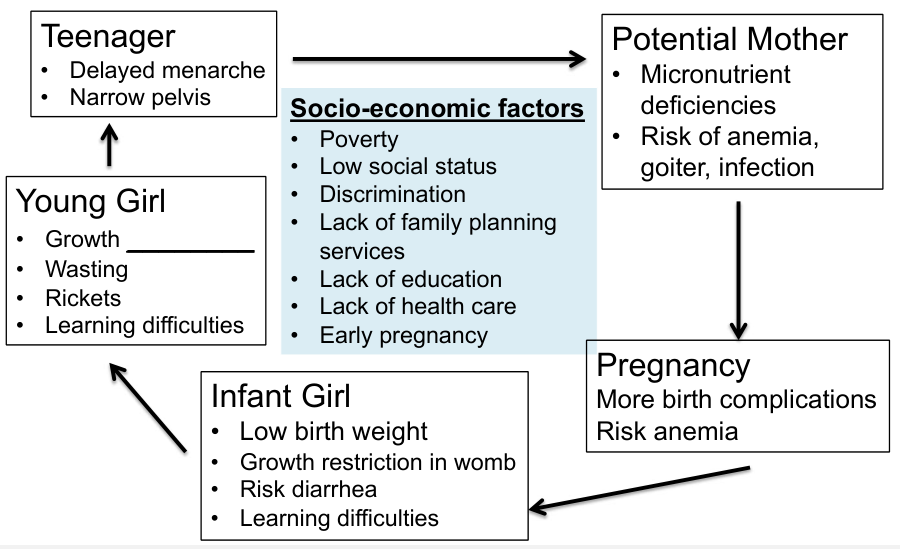 Teenager
• Delayed menarche
• Narrow pelvis
Potential Mother
• Micronutrient
deficiencies
• Risk of anemia,
goiter, infection
Socio-economic factors
• Poverty
• Low social status
• Discrimination
• Lack of family planning
services
• Lack of education
• Lack of health care
• Early pregnancy
Young Girl
• Growth __________
• Wasting
• Rickets
• Learning difficulties
Pregnancy
More birth complications
Risk anemia
Infant Girl
• Low birth weight
• Growth restriction in womb
• Risk diarrhea
• Learning difficulties